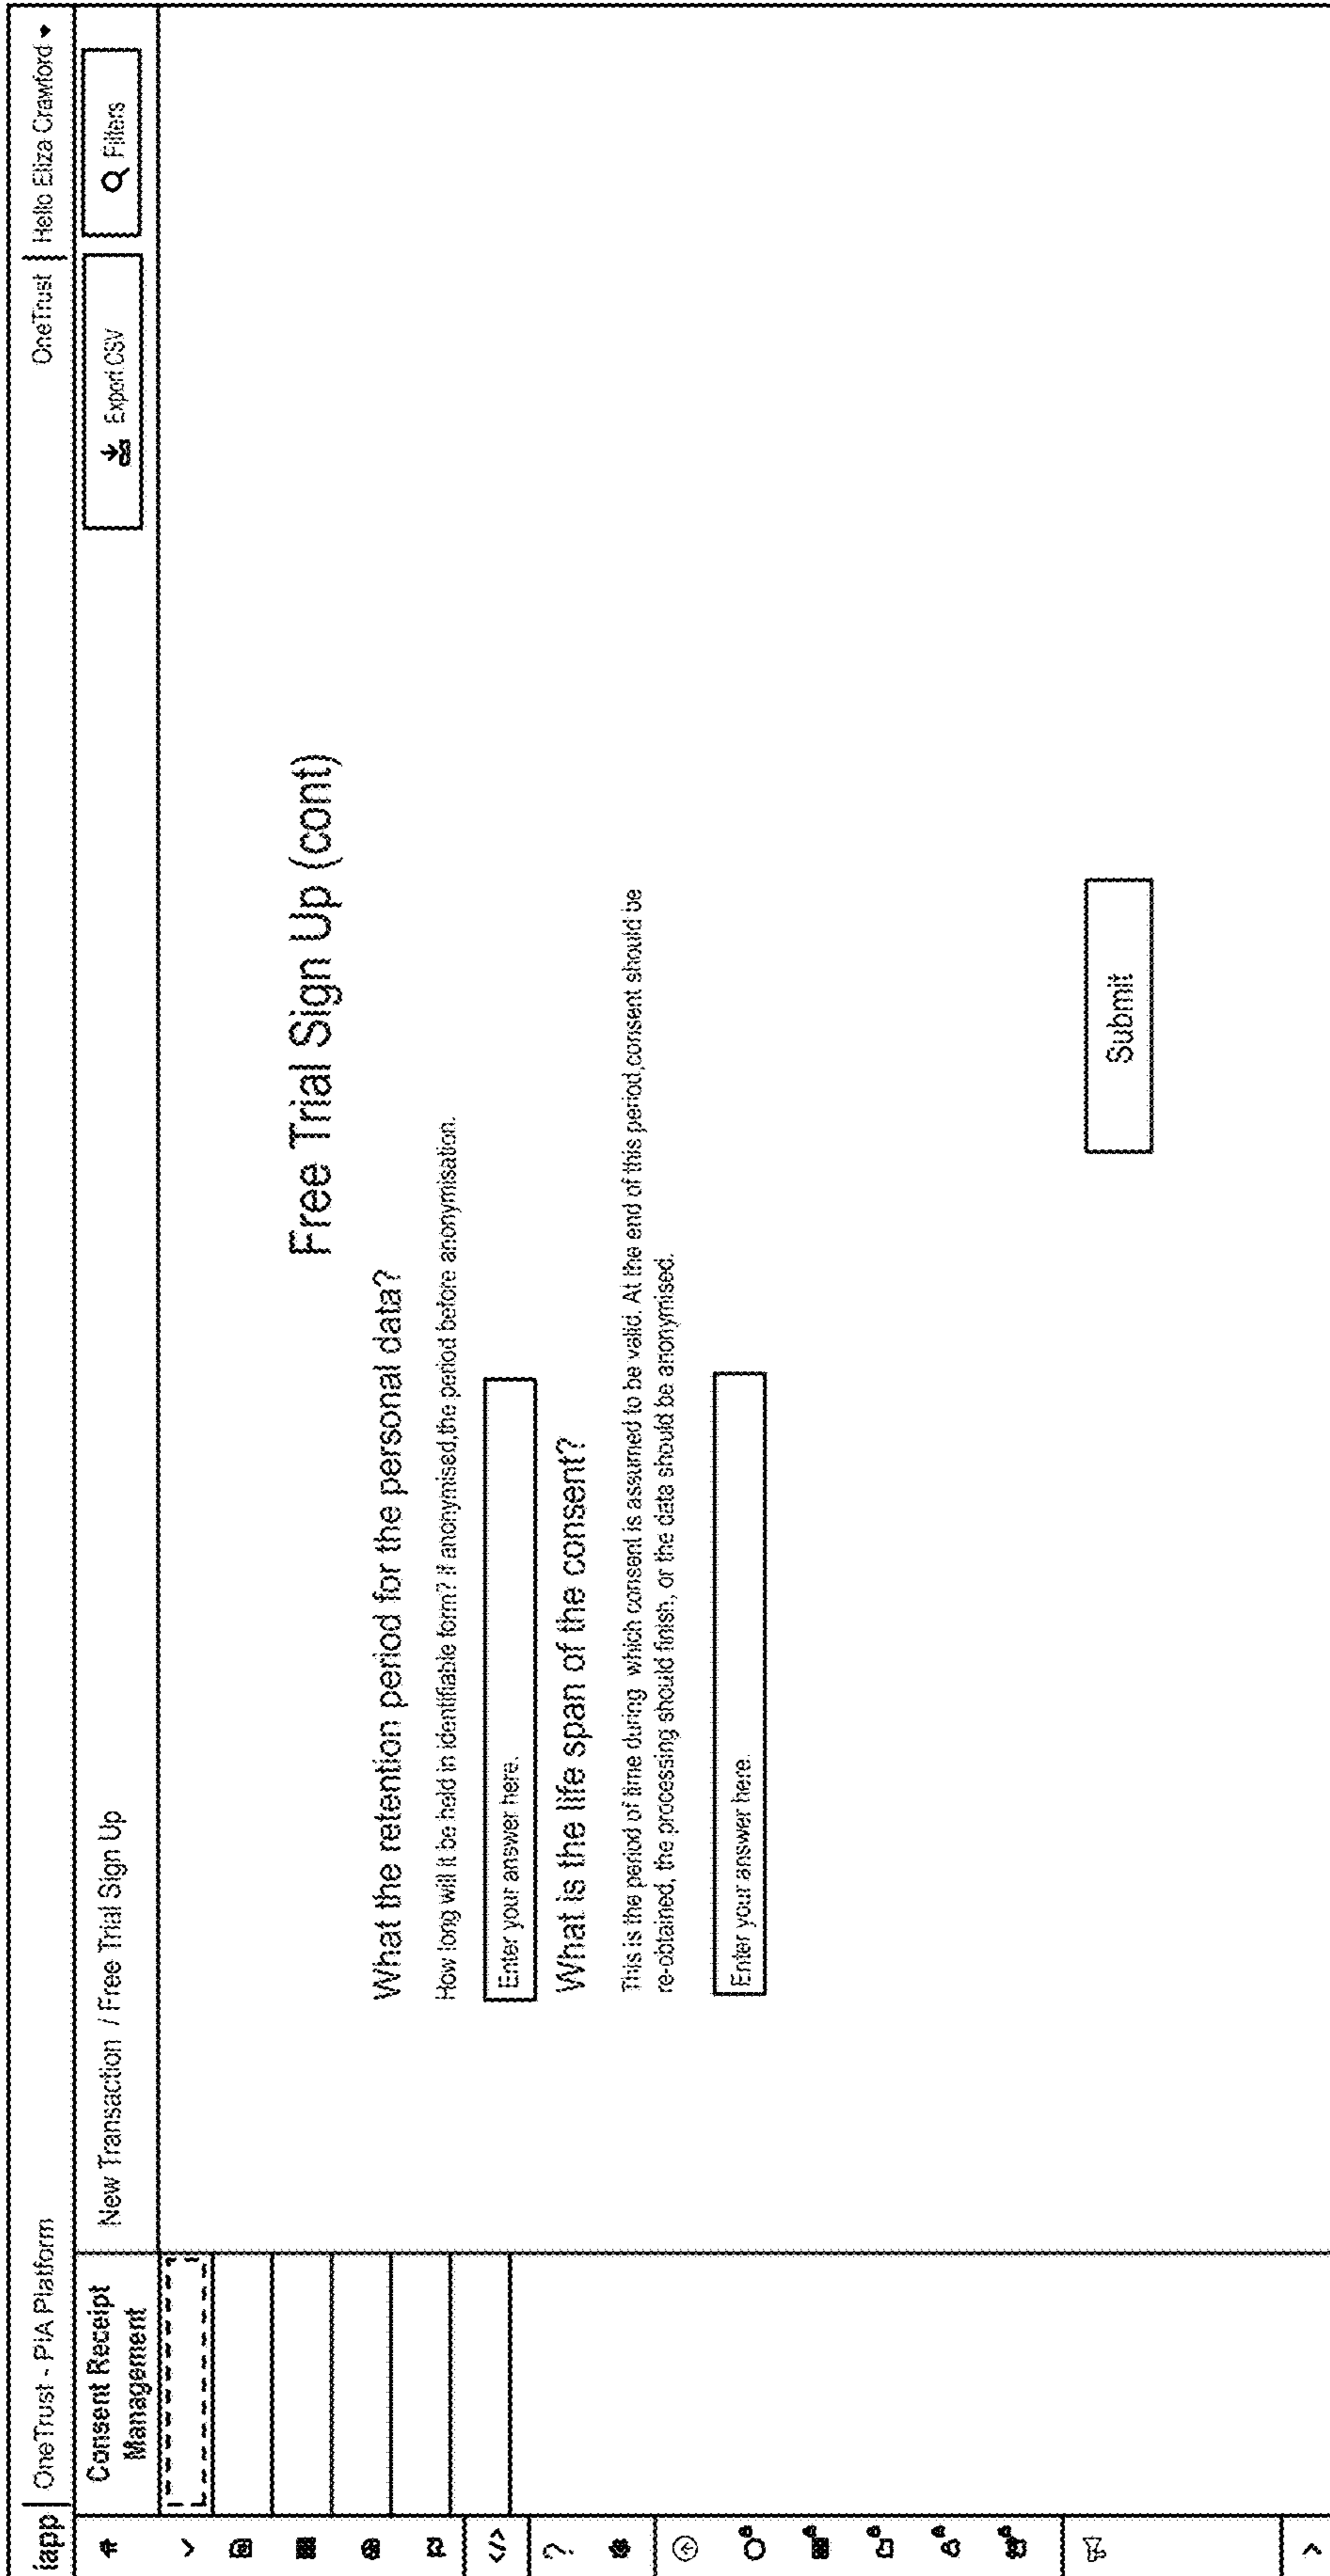 iapp | OneTrust - PIA Platform
OneTrust | Hello Eliza Crawford
Consent Receipt
Management
New Transaction / Free Trial Sign Up
Export CSV
Filters
Free Trial Sign Up (cont)
What the retention period for the personal data?
How long will it be held in identifiable form? If anonymised,the period before anonymisation.
Enter your answer here.
What is the life span of the consent?
This is the period of time during which consent is assumed to be valid. At the end of this period,consent should be
re-obtained, the processing should finish, or the data should be anonymised.
Enter your answer here.
Submit